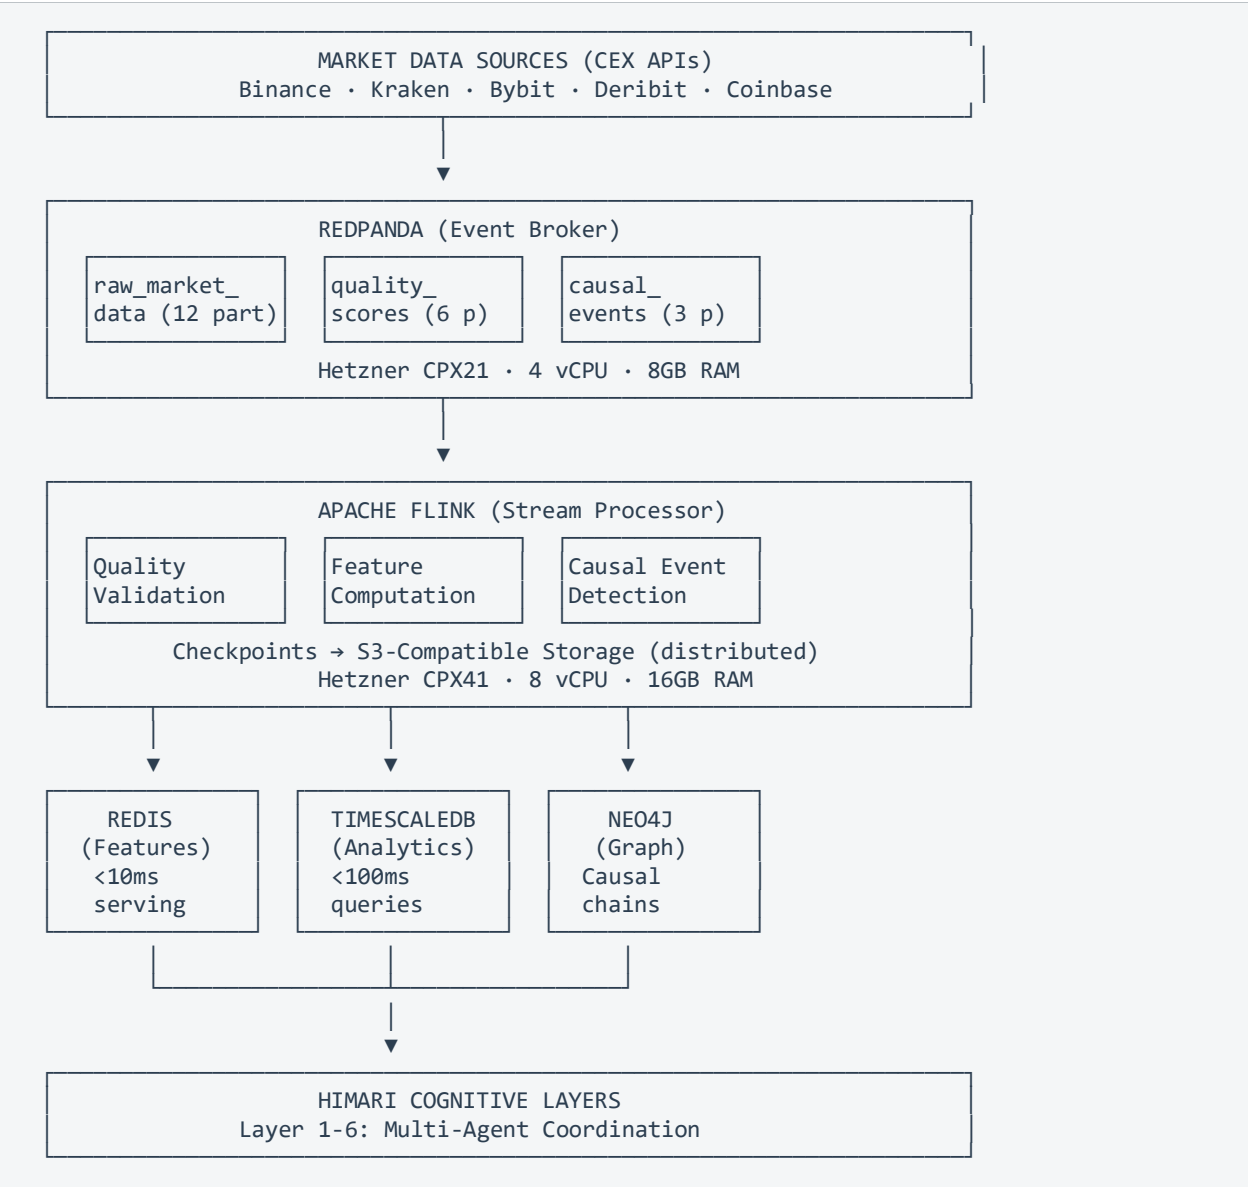 MARKET DATA SOURCES (CEX APIs)
Binance · Kraken · Bybit · Deribit · Coinbase
REDPANDA (Event Broker)
raw_market_
data (12 part)
quality_
scores (6 p)
causal_
events (3 p)
Hetzner CPX21 · 4 vCPU · 8GB RAM
APACHE FLINK (Stream Processor)
Quality
Validation
Feature
Computation
Causal Event
Detection
Checkpoints → S3-Compatible Storage (distributed)
Hetzner CPX41 · 8 vCPU · 16GB RAM
REDIS
(Features)
<10ms
serving
TIMESCALEDB
(Analytics)
<100ms
queries
NEO4J
(Graph)
Causal
chains
HIMARI COGNITIVE LAYERS
Layer 1-6: Multi-Agent Coordination